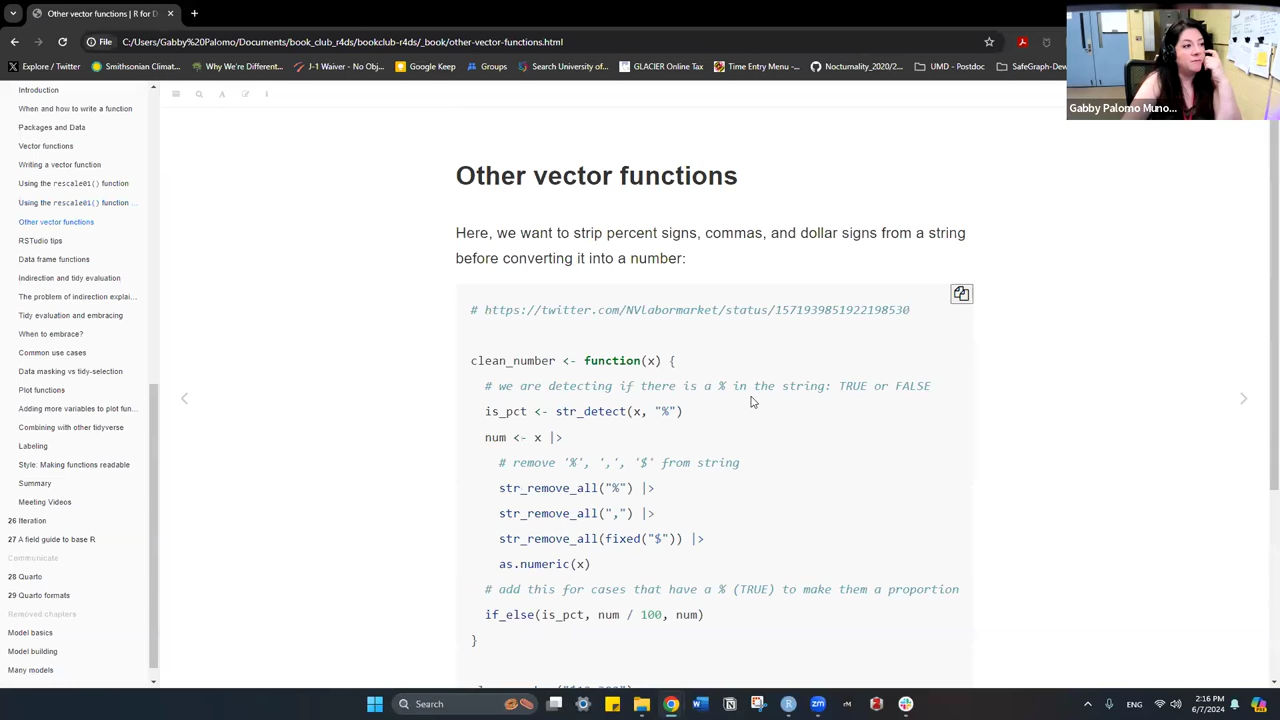 Other vector functions | R for D
File
C:/Users/Gabby%20Palomo/Documents/book_club_r4ds/bookclub-r4ds/_book/other-vector-functions
Explore / Twitter
Smithsonian Climat...
Why We're Different...
J-1 Waiver - No Obj...
Google Keep
Search Results
GLACIER Online Tax
Time Entry Menu - ...
Nocturnality_2020/2...
UMD - Postdoc
SafeGraph-Dewey
Gabby Palomo Muno...
Introduction
When and how to write a function
Packages and Data
Vector functions
Writing a vector function
Using the rescale01() function
Using the rescale01() function ...
Other vector functions
RSTudio tips
Data frame functions
indirection and tidy evaluation
The problem of indirection explai...
Tidy evaluation and embracing
When to embrace?
Common use cases
Data masking vs tidy-selection
Plot functions
Adding more variables to plot fun...
Combining with other tidyverse
Labeling
Style: Making functions readable
Summary
Meeting Videos
26 Iteration
27 A field guide to base R
Communicate
28 Quarto
29 Quarto formats
Removed chapters
Model basics
Model building
Many models
Other vector functions
Here, we want to strip percent signs, commas, and dollar signs from a string
before converting it into a number:
# https://twitter.com/NVlabormarket/status/1571939851922198530
clean_number <- function(x) {
# we are detecting if there is a % in the string: TRUE or FALSE
is_pct <- str_detect(x, "%")
num <- x |>
# remove '%', ',', '$' from string
str_remove_all("%") |>
str_remove_all(",") |>
str_remove_all(fixed("$")) |>
as.numeric(x)
# add this for cases that have a % (TRUE) to make them a proportion
if_else(is_pct, num / 100, num)
}
Search
ENG
2:16 PM
6/7/2024